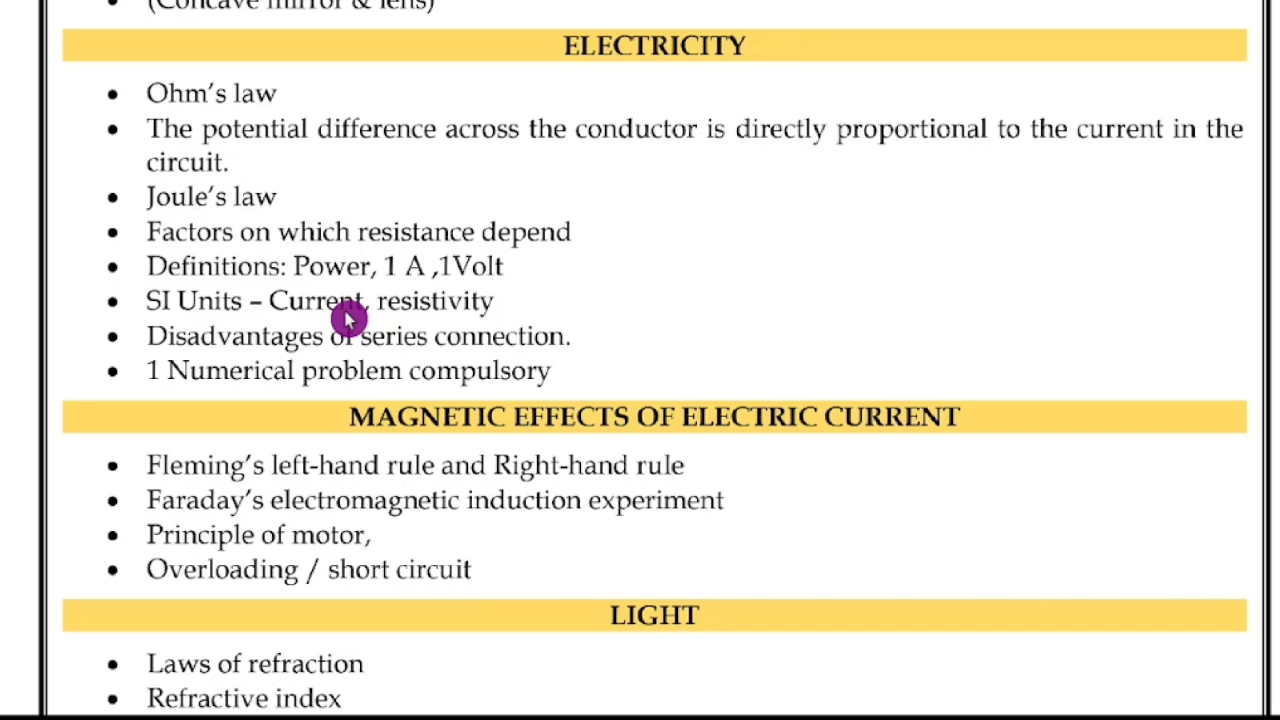 (Concave mirror & lens)
ELECTRICITY
• Ohm's law
• The potential difference across the conductor is directly proportional to the current in the
circuit.
• Joule's law
• Factors on which resistance depend
• Definitions: Power, 1 A ,1Volt
• SI Units – Current, resistivity
• Disadvantages of series connection.
• 1 Numerical problem compulsory
MAGNETIC EFFECTS OF ELECTRIC CURRENT
• Fleming's left-hand rule and Right-hand rule
• Faraday's electromagnetic induction experiment
• Principle of motor,
• Overloading / short circuit
LIGHT
• Laws of refraction
• Refractive index